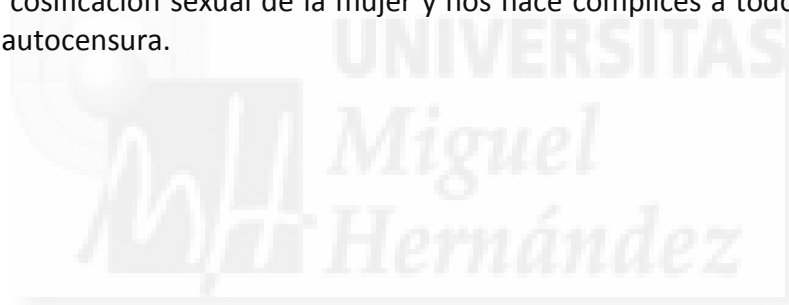 cosificación sexual de la mujer y nos hace cómplices a todo
autocensura.
UNIVERSITAS
Miguel
Hernández